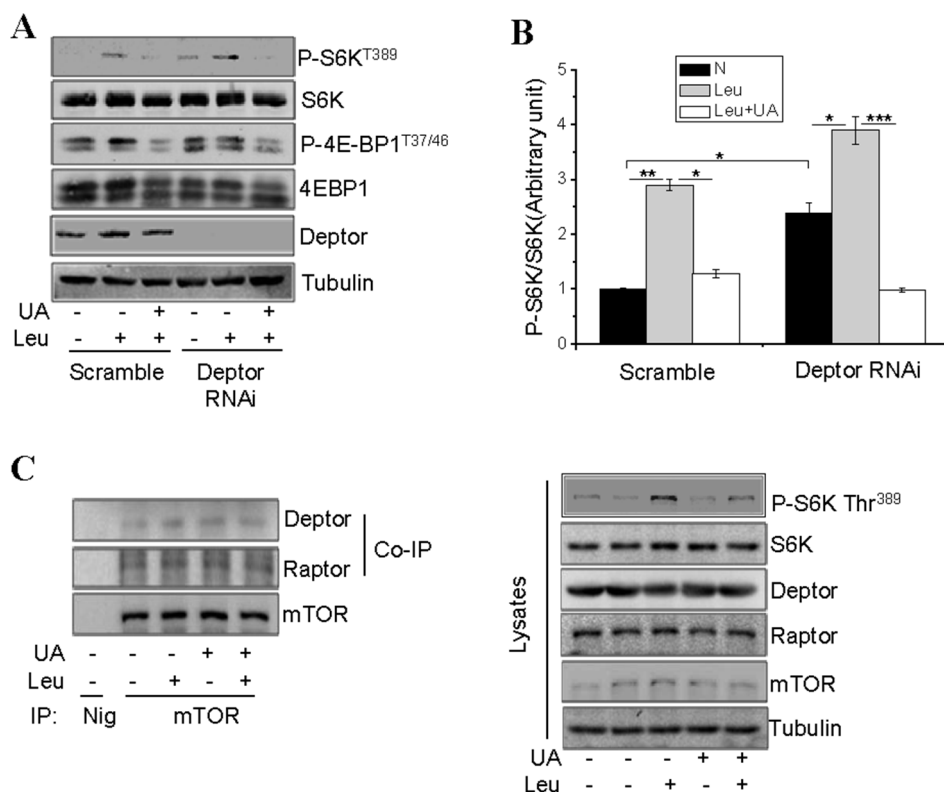 A
P-S6K^T389
S6K
P-4E-BP1^T37/46
4EBP1
Deptor
Tubulin
UA - - + - - +
Leu - + + - + +
Scramble Deptor
RNAi
B
N
Leu
Leu+UA
P-S6K/S6K(Arbitrary unit)
5
4
3
2
1
0
** * * * ***
Scramble Deptor RNAi
C
Deptor
Raptor
Co-IP
mTOR
UA - - - + +
Leu - - + - +
IP: Nig mTOR
Lysates
P-S6K Thr^389
S6K
Deptor
Raptor
mTOR
Tubulin
UA - - - + +
Leu - - + - +